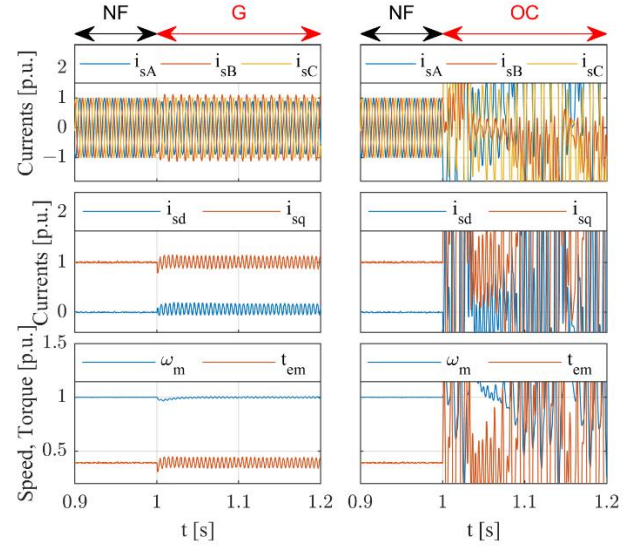 NF G NF OC
i_sA i_sB i_sC i_sA i_sB i_sC
Currents [p.u.]
2
1
0
−1
i_sd i_sq i_sd i_sq
Currents [p.u.]
2
1
0
ω_m t_em ω_m t_em
Speed, Torque [p.u.]
1.5
1
0.5
0.9 1 1.1 1.2 0.9 1 1.1 1.2
t [s] t [s]